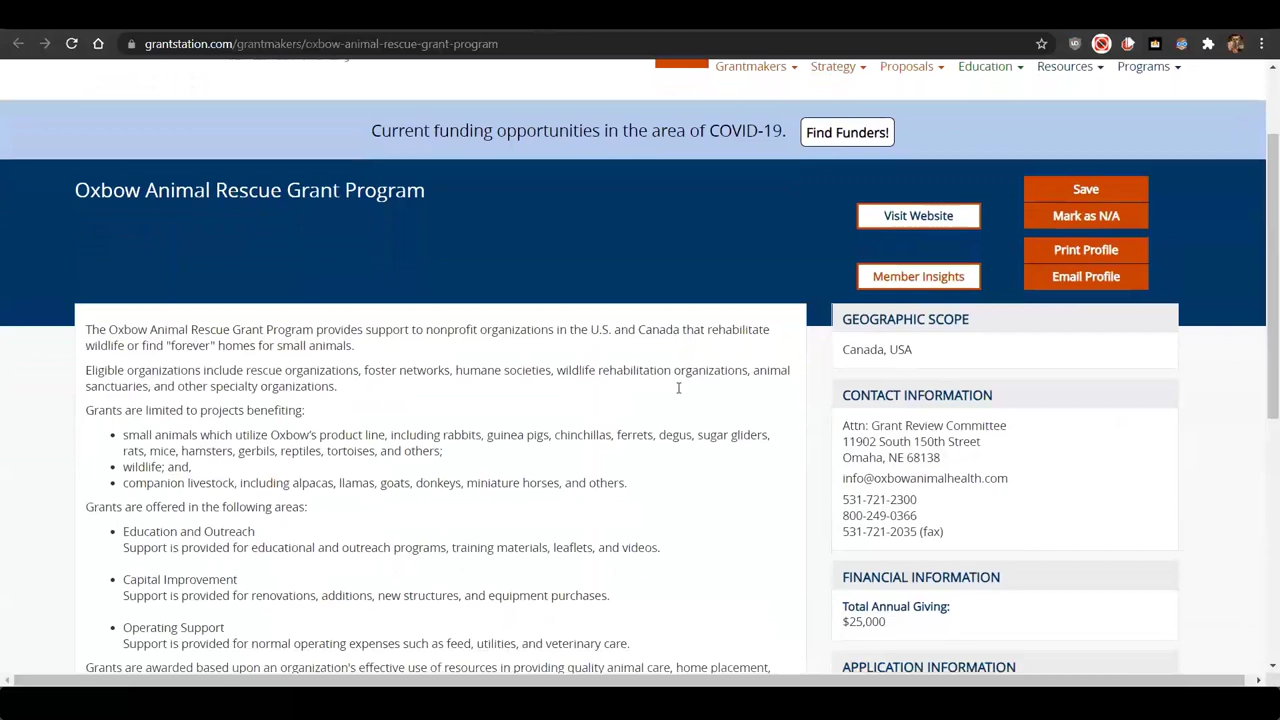 grantstation.com/grantmakers/oxbow-animal-rescue-grant-program
Grantmakers Strategy Proposals Education Resources Programs
Current funding opportunities in the area of COVID-19. Find Funders!
Oxbow Animal Rescue Grant Program
Visit Website
Member Insights
Save
Mark as N/A
Print Profile
Email Profile
The Oxbow Animal Rescue Grant Program provides support to nonprofit organizations in the U.S. and Canada that rehabilitate
wildlife or find "forever" homes for small animals.
Eligible organizations include rescue organizations, foster networks, humane societies, wildlife rehabilitation organizations, animal
sanctuaries, and other specialty organizations.
Grants are limited to projects benefiting:
• small animals which utilize Oxbow's product line, including rabbits, guinea pigs, chinchillas, ferrets, degus, sugar gliders,
rats, mice, hamsters, gerbils, reptiles, tortoises, and others;
• wildlife; and,
• companion livestock, including alpacas, llamas, goats, donkeys, miniature horses, and others.
Grants are offered in the following areas:
• Education and Outreach
Support is provided for educational and outreach programs, training materials, leaflets, and videos.
• Capital Improvement
Support is provided for renovations, additions, new structures, and equipment purchases.
• Operating Support
Support is provided for normal operating expenses such as feed, utilities, and veterinary care.
Grants are awarded based upon an organization's effective use of resources in providing quality animal care, home placement,
GEOGRAPHIC SCOPE
Canada, USA
CONTACT INFORMATION
Attn: Grant Review Committee
11902 South 150th Street
Omaha, NE 68138
info@oxbowanimalhealth.com
531-721-2300
800-249-0366
531-721-2035 (fax)
FINANCIAL INFORMATION
Total Annual Giving:
$25,000
APPLICATION INFORMATION